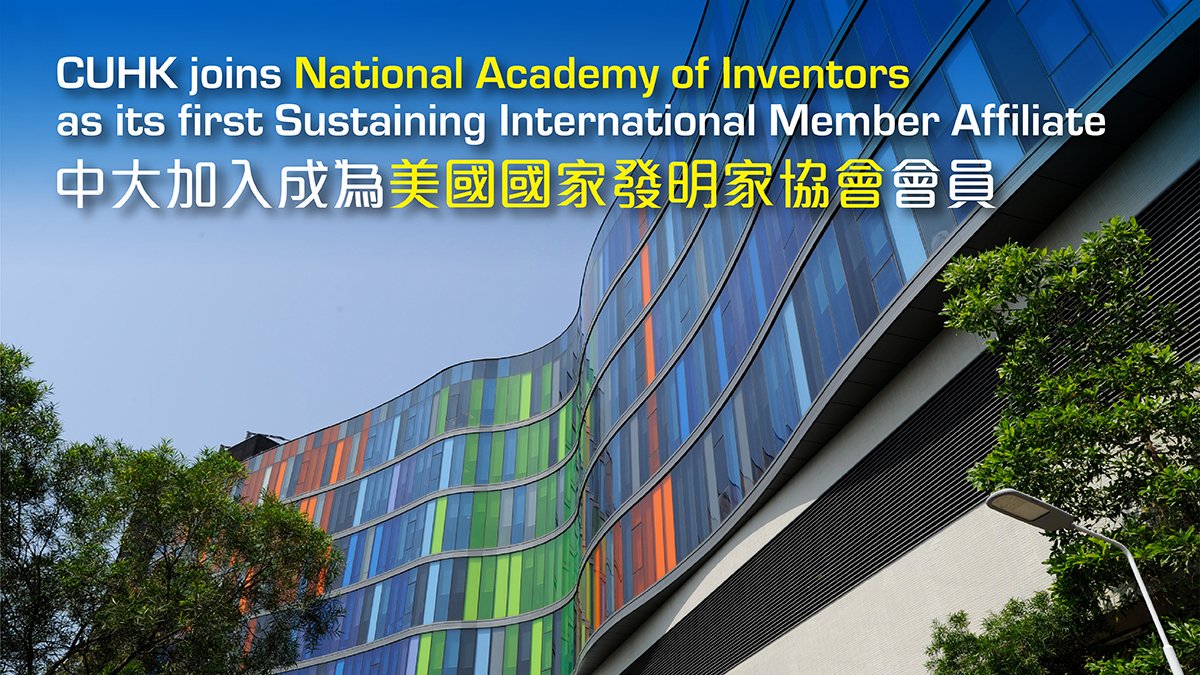 CUHK joins National Academy of Inventors
as its first Sustaining International Member Affiliate
中大加入成為美國國家發明家協會會員